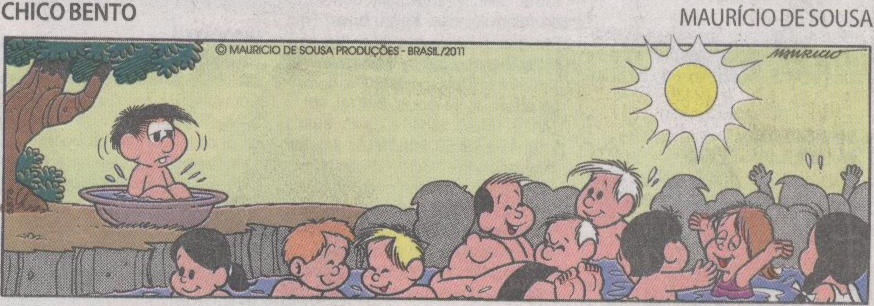 CHICO BENTO
MAURÍCIO DE SOUSA
© MAURICIO DE SOUSA PRODUÇÕES - BRASIL/2011
MAURICIO